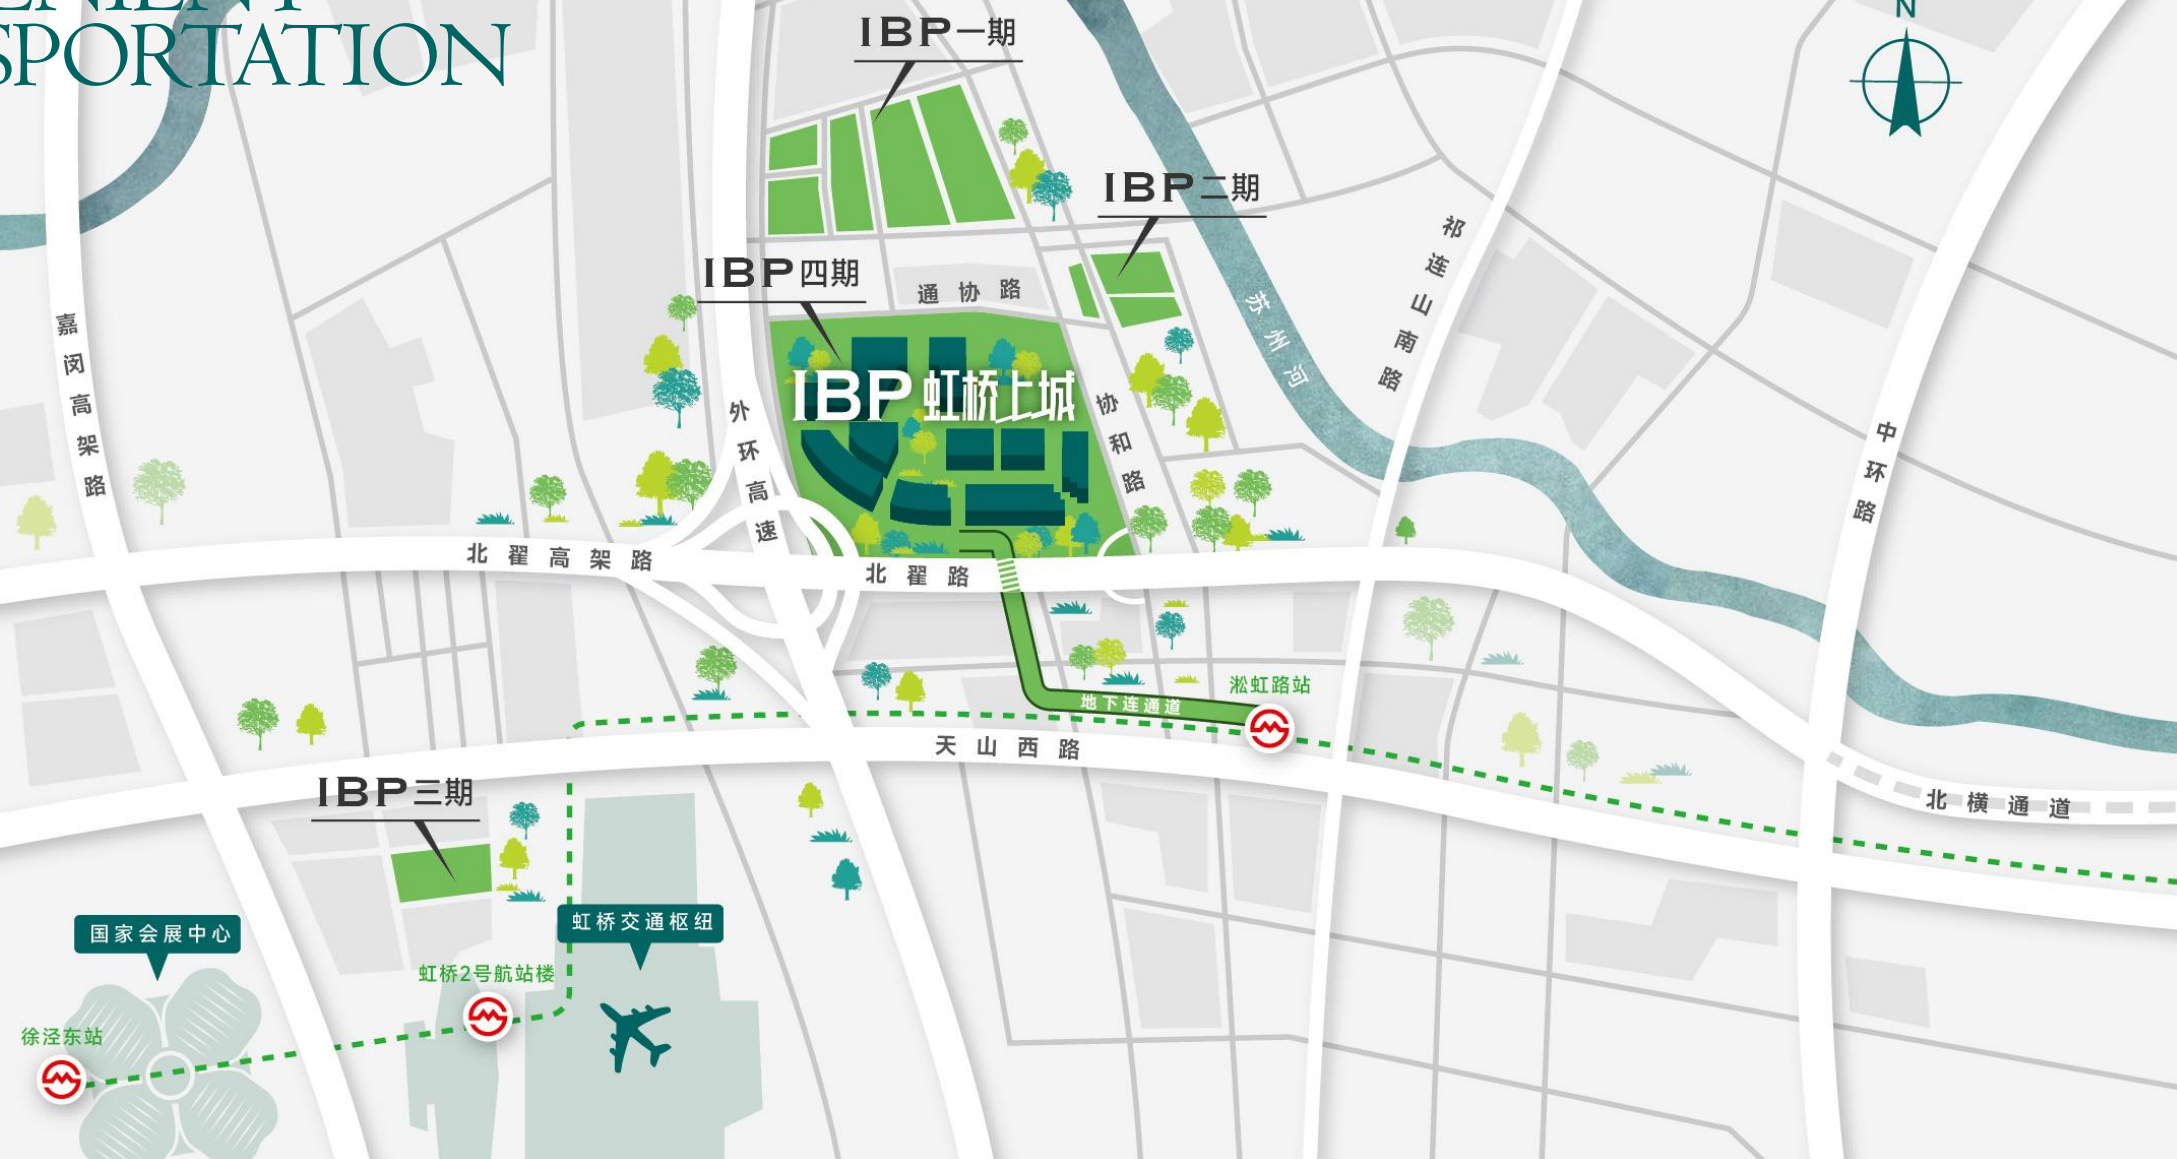 SPORTATION
N
IBP一期
IBP二期
IBP四期
通协路
祁连山南路
苏州河
嘉闵高架路
IBP 虹桥上城
外环高速
协和路
中环路
北翟高架路
北翟路
淞虹路站
地下连通道
天山西路
IBP三期
北横通道
国家会展中心
虹桥交通枢纽
虹桥2号航站楼
徐泾东站